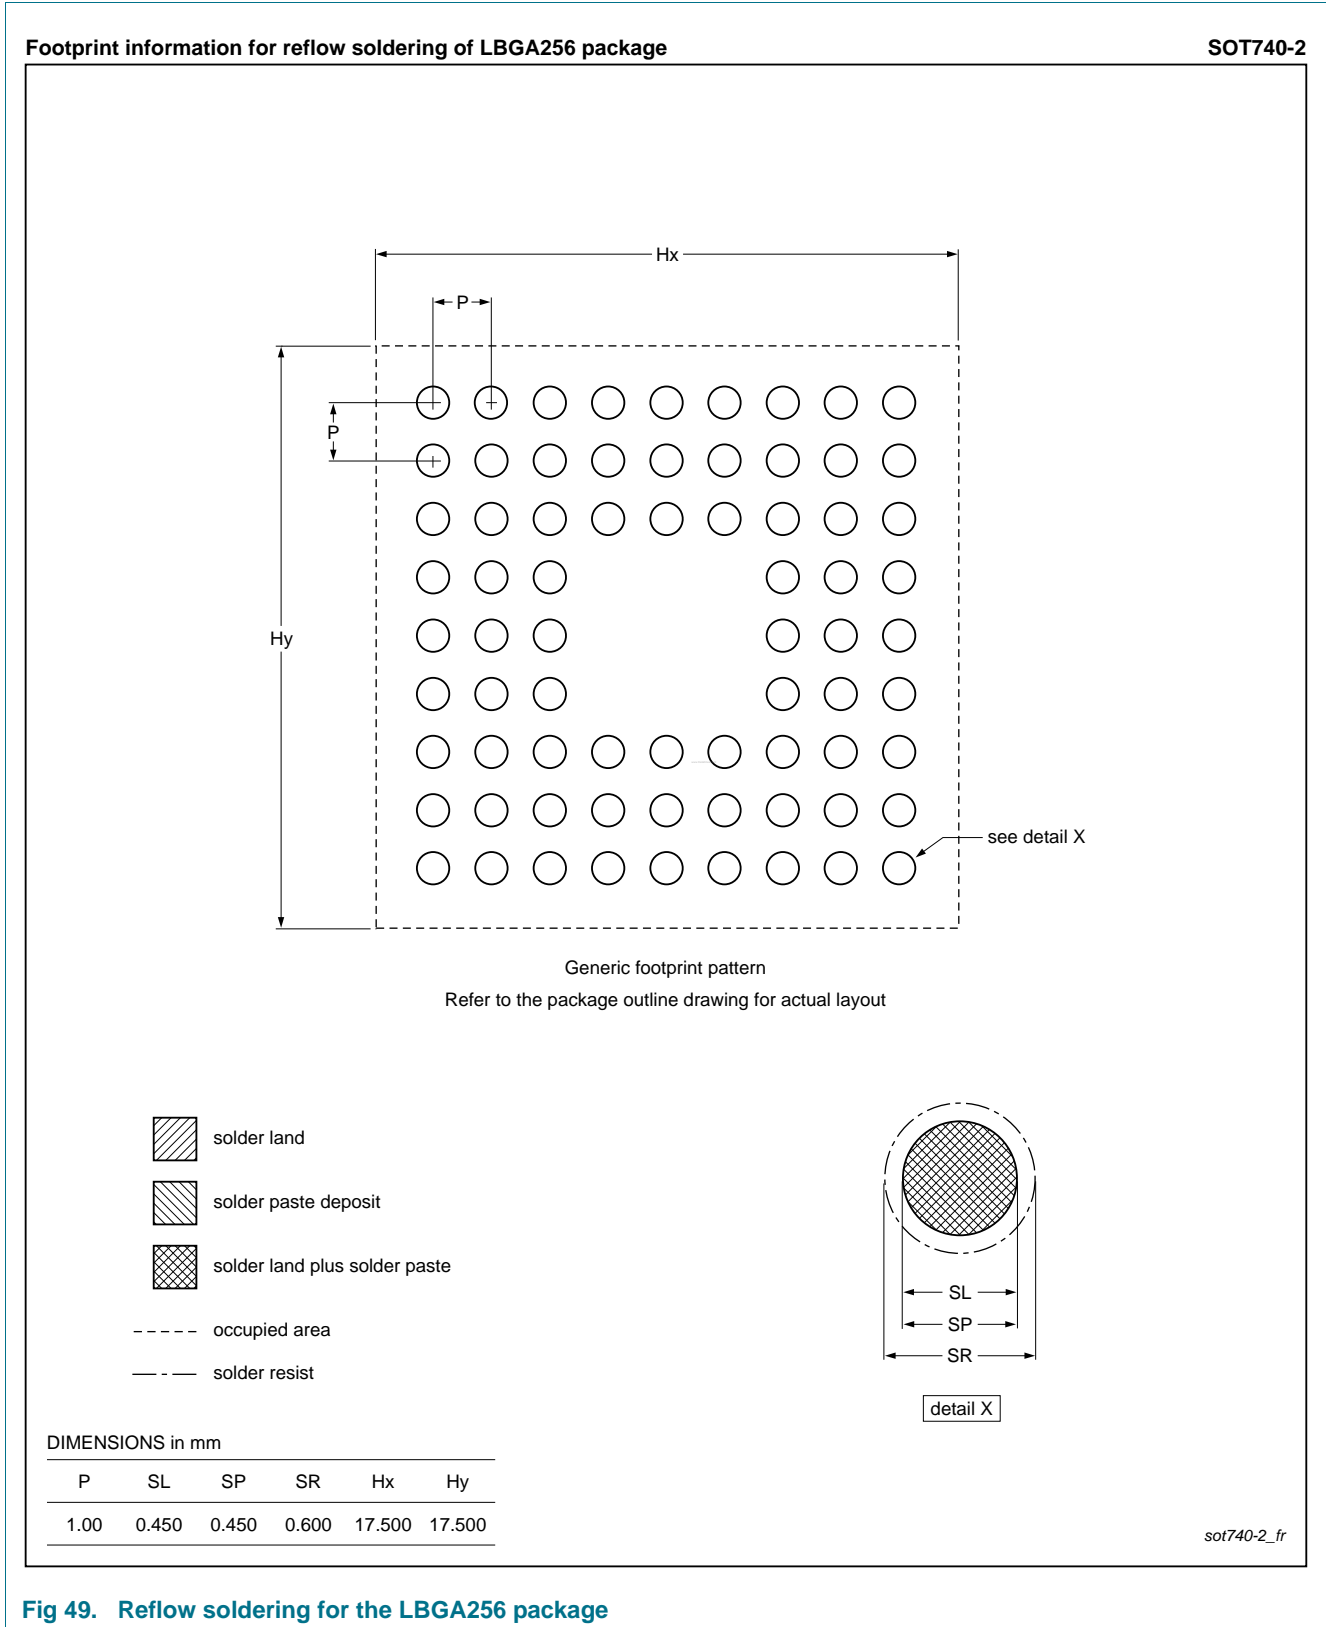 Footprint information for reflow soldering of LBGA256 package SOT740-2
Hx
P
P
Hy
see detail X
Generic footprint pattern
Refer to the package outline drawing for actual layout
solder land
solder paste deposit
solder land plus solder paste
occupied area
solder resist
SL
SP
SR
detail X
DIMENSIONS in mm
P SL SP SR Hx Hy
1.00 0.450 0.450 0.600 17.500 17.500
sot740-2_fr
Fig 49. Reflow soldering for the LBGA256 package